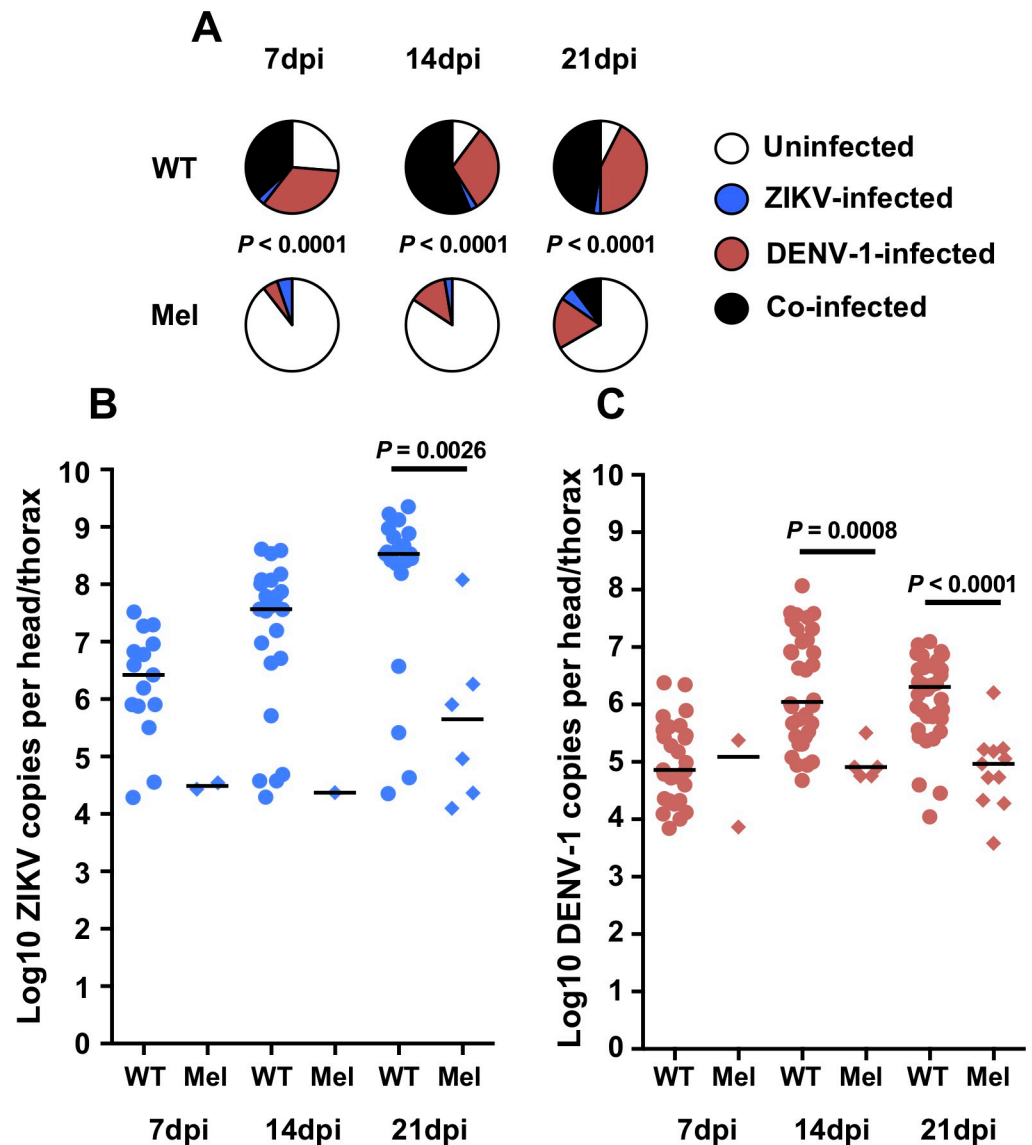 A
7dpi 14dpi 21dpi
WT
P < 0.0001 P < 0.0001 P < 0.0001
Mel
Uninfected
ZIKV-infected
DENV-1-infected
Co-infected
B
Log10 ZIKV copies per head/thorax
10
9
8
7
6
5
4
3
2
1
0
P = 0.0026
WT Mel WT Mel WT Mel
7dpi 14dpi 21dpi
C
Log10 DENV-1 copies per head/thorax
10
9
8
7
6
5
4
3
2
1
0
P = 0.0008
P < 0.0001
WT Mel WT Mel WT Mel
7dpi 14dpi 21dpi